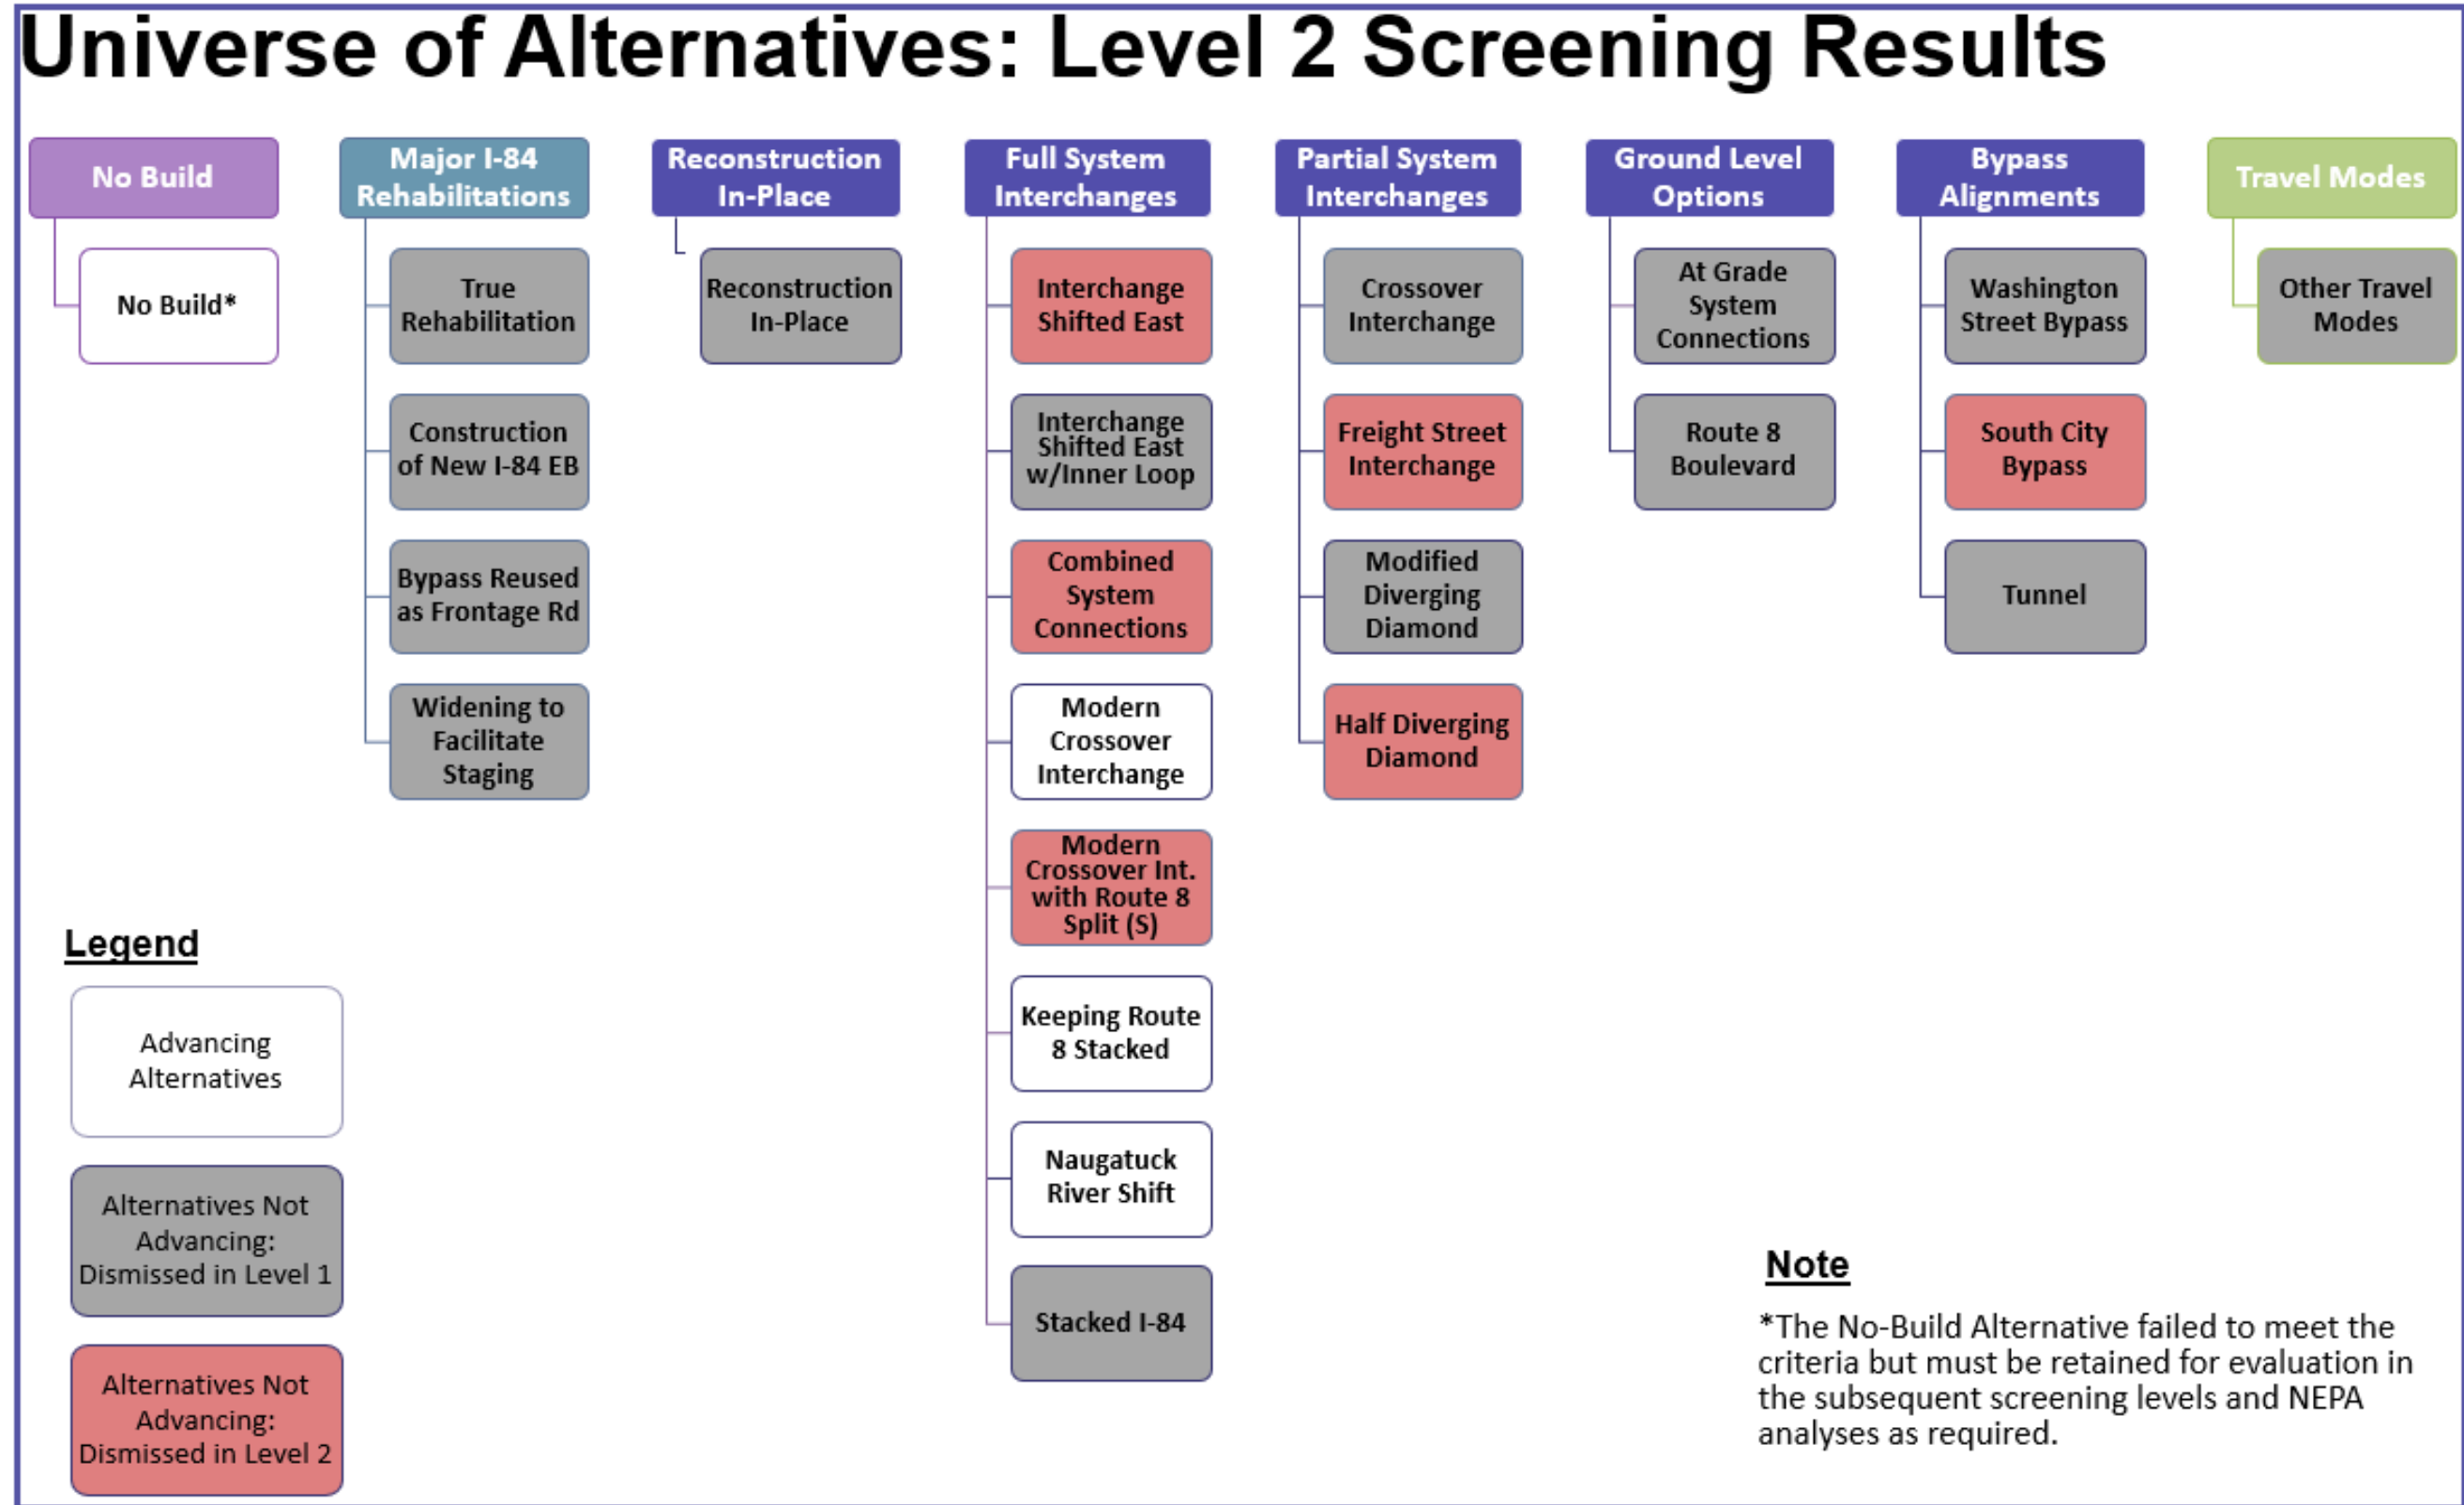 Universe of Alternatives: Level 2 Screening Results
No Build
No Build*
Major I-84
Rehabilitations
True
Rehabilitation
Construction
of New I-84 EB
Bypass Reused
as Frontage Rd
Widening to
Facilitate
Staging
Reconstruction
In-Place
Reconstruction
In-Place
Full System
Interchanges
Interchange
Shifted East
Interchange
Shifted East
w/Inner Loop
Combined
System
Connections
Modern
Crossover
Interchange
Modern
Crossover Int.
with Route 8
Split (S)
Keeping Route
8 Stacked
Naugatuck
River Shift
Stacked I-84
Partial System
Interchanges
Crossover
Interchange
Freight Street
Interchange
Modified
Diverging
Diamond
Half Diverging
Diamond
Ground Level
Options
At Grade
System
Connections
Route 8
Boulevard
Bypass
Alignments
Washington
Street Bypass
South City
Bypass
Tunnel
Travel Modes
Other Travel
Modes
Legend
Advancing
Alternatives
Alternatives Not
Advancing:
Dismissed in Level 1
Alternatives Not
Advancing:
Dismissed in Level 2
Note
*The No-Build Alternative failed to meet the
criteria but must be retained for evaluation in
the subsequent screening levels and NEPA
analyses as required.